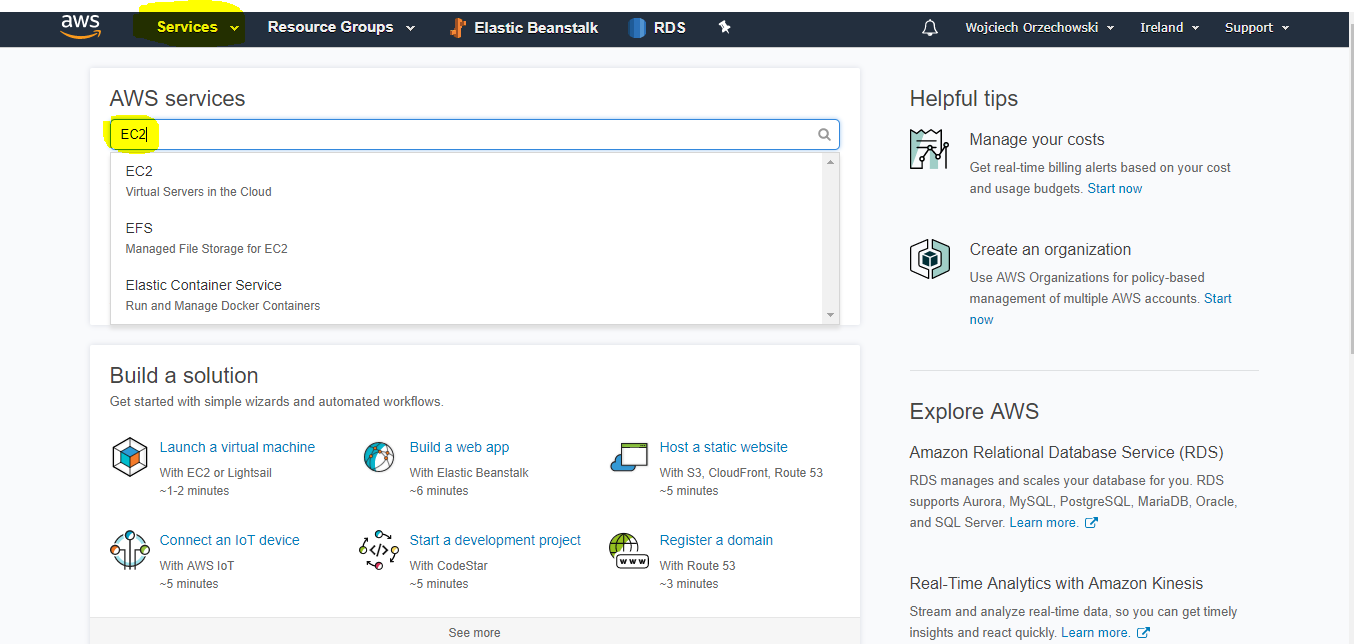 aws Services Resource Groups Elastic Beanstalk RDS Wojciech Orzechowski Ireland Support
AWS services
EC2
EC2
Virtual Servers in the Cloud
EFS
Managed File Storage for EC2
Elastic Container Service
Run and Manage Docker Containers
Build a solution
Get started with simple wizards and automated workflows.
Launch a virtual machine
With EC2 or Lightsail
~1-2 minutes
Build a web app
With Elastic Beanstalk
~6 minutes
Host a static website
With S3, CloudFront, Route 53
~5 minutes
Connect an IoT device
With AWS IoT
~5 minutes
Start a development project
With CodeStar
~5 minutes
www
Register a domain
With Route 53
~3 minutes
See more
Helpful tips
Manage your costs
Get real-time billing alerts based on your cost
and usage budgets. Start now
Create an organization
Use AWS Organizations for policy-based
management of multiple AWS accounts. Start
now
Explore AWS
Amazon Relational Database Service (RDS)
RDS manages and scales your database for you. RDS
supports Aurora, MySQL, PostgreSQL, MariaDB, Oracle,
and SQL Server. Learn more.
Real-Time Analytics with Amazon Kinesis
Stream and analyze real-time data, so you can get timely
insights and react quickly. Learn more.